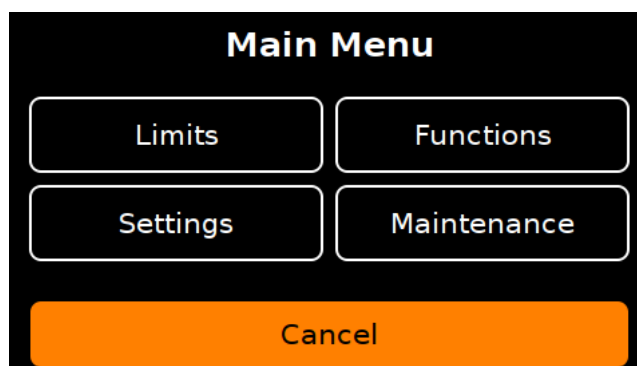 Main Menu
Limits
Functions
Settings
Maintenance
Cancel